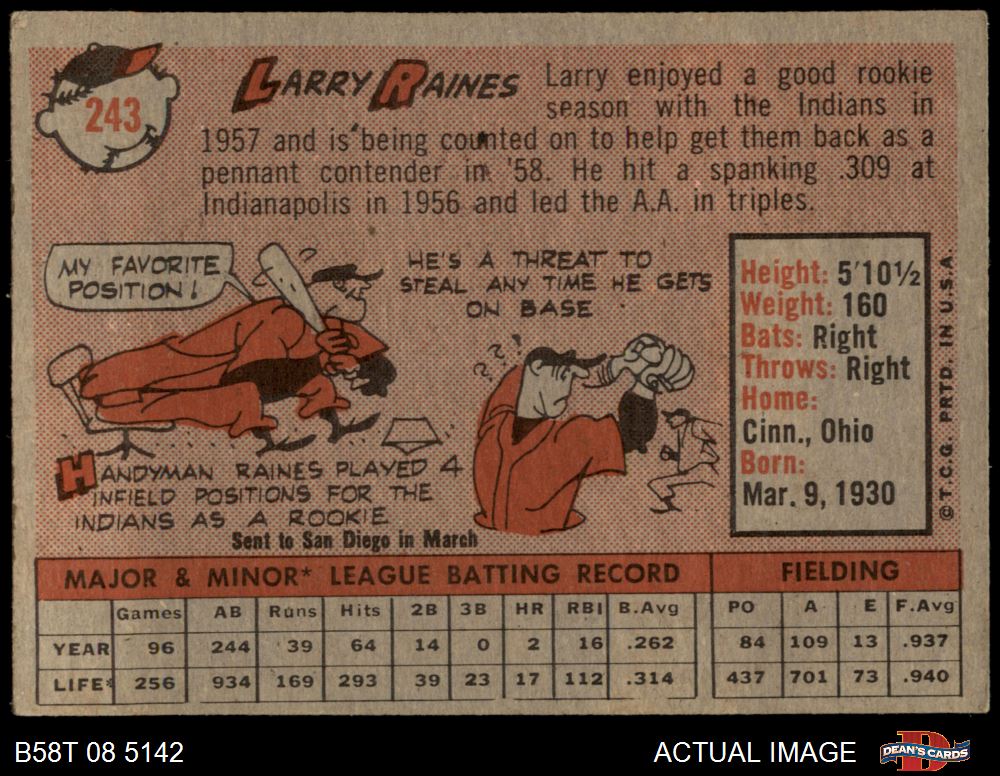 243
LARRY RAINES
Larry enjoyed a good rookie
season with the Indians in
1957 and is being counted on to help get them back as a
pennant contender in '58. He hit a spanking .309 at
Indianapolis in 1956 and led the A.A. in triples.
MY FAVORITE
POSITION!
HE'S A THREAT TO
STEAL ANY TIME HE GETS
ON BASE
? ?
HANDYMAN RAINES PLAYED 4
INFIELD POSITIONS FOR THE
INDIANS AS A ROOKIE
Sent to San Diego in March
Height: 5'10½
Weight: 160
Bats: Right
Throws: Right
Home:
Cinn., Ohio
Born:
Mar. 9, 1930
©T.C.G. PRTD. IN U.S.A.
MAJOR & MINOR* LEAGUE BATTING RECORD FIELDING
Games AB Runs Hits 2B 3B HR RBI B.Avg PO A E F.Avg
YEAR 96 244 39 64 14 0 2 16 .262 84 109 13 .937
LIFE* 256 934 169 293 39 23 17 112 .314 437 701 73 .940
B58T 08 5142
ACTUAL IMAGE
DEAN'S CARDS